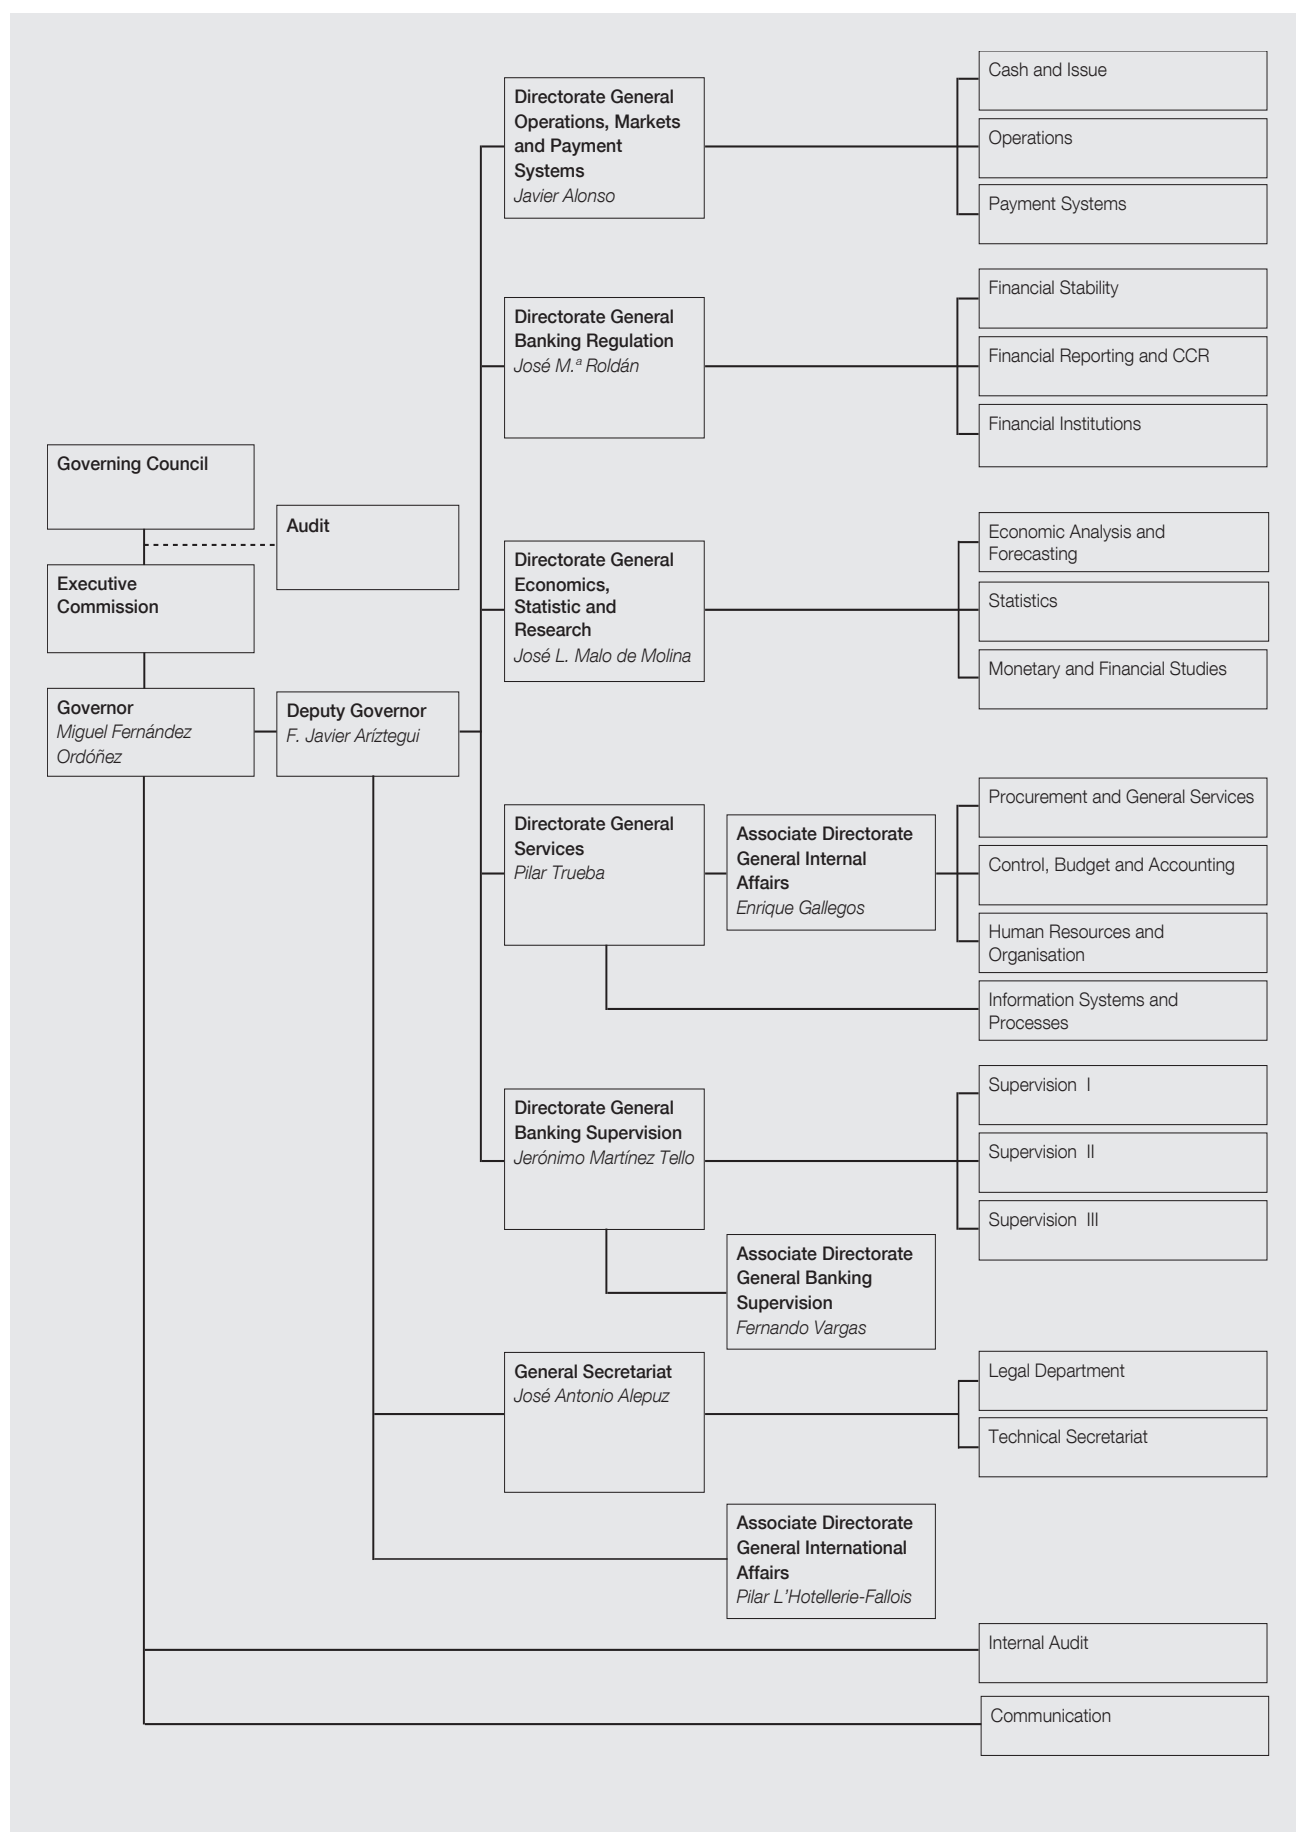 Governing Council
Audit
Executive
Commission
Governor
Miguel Fernández
Ordóñez
Deputy Governor
F. Javier Aríztegui
Directorate General
Operations, Markets
and Payment
Systems
Javier Alonso
Cash and Issue
Operations
Payment Systems
Directorate General
Banking Regulation
José M.ª Roldán
Financial Stability
Financial Reporting and CCR
Financial Institutions
Directorate General
Economics,
Statistic and
Research
José L. Malo de Molina
Economic Analysis and
Forecasting
Statistics
Monetary and Financial Studies
Directorate General
Services
Pilar Trueba
Associate Directorate
General Internal
Affairs
Enrique Gallegos
Procurement and General Services
Control, Budget and Accounting
Human Resources and
Organisation
Information Systems and
Processes
Directorate General
Banking Supervision
Jerónimo Martínez Tello
Supervision I
Supervision II
Supervision III
Associate Directorate
General Banking
Supervision
Fernando Vargas
General Secretariat
José Antonio Alepuz
Legal Department
Technical Secretariat
Associate Directorate
General International
Affairs
Pilar L'Hotellerie-Fallois
Internal Audit
Communication